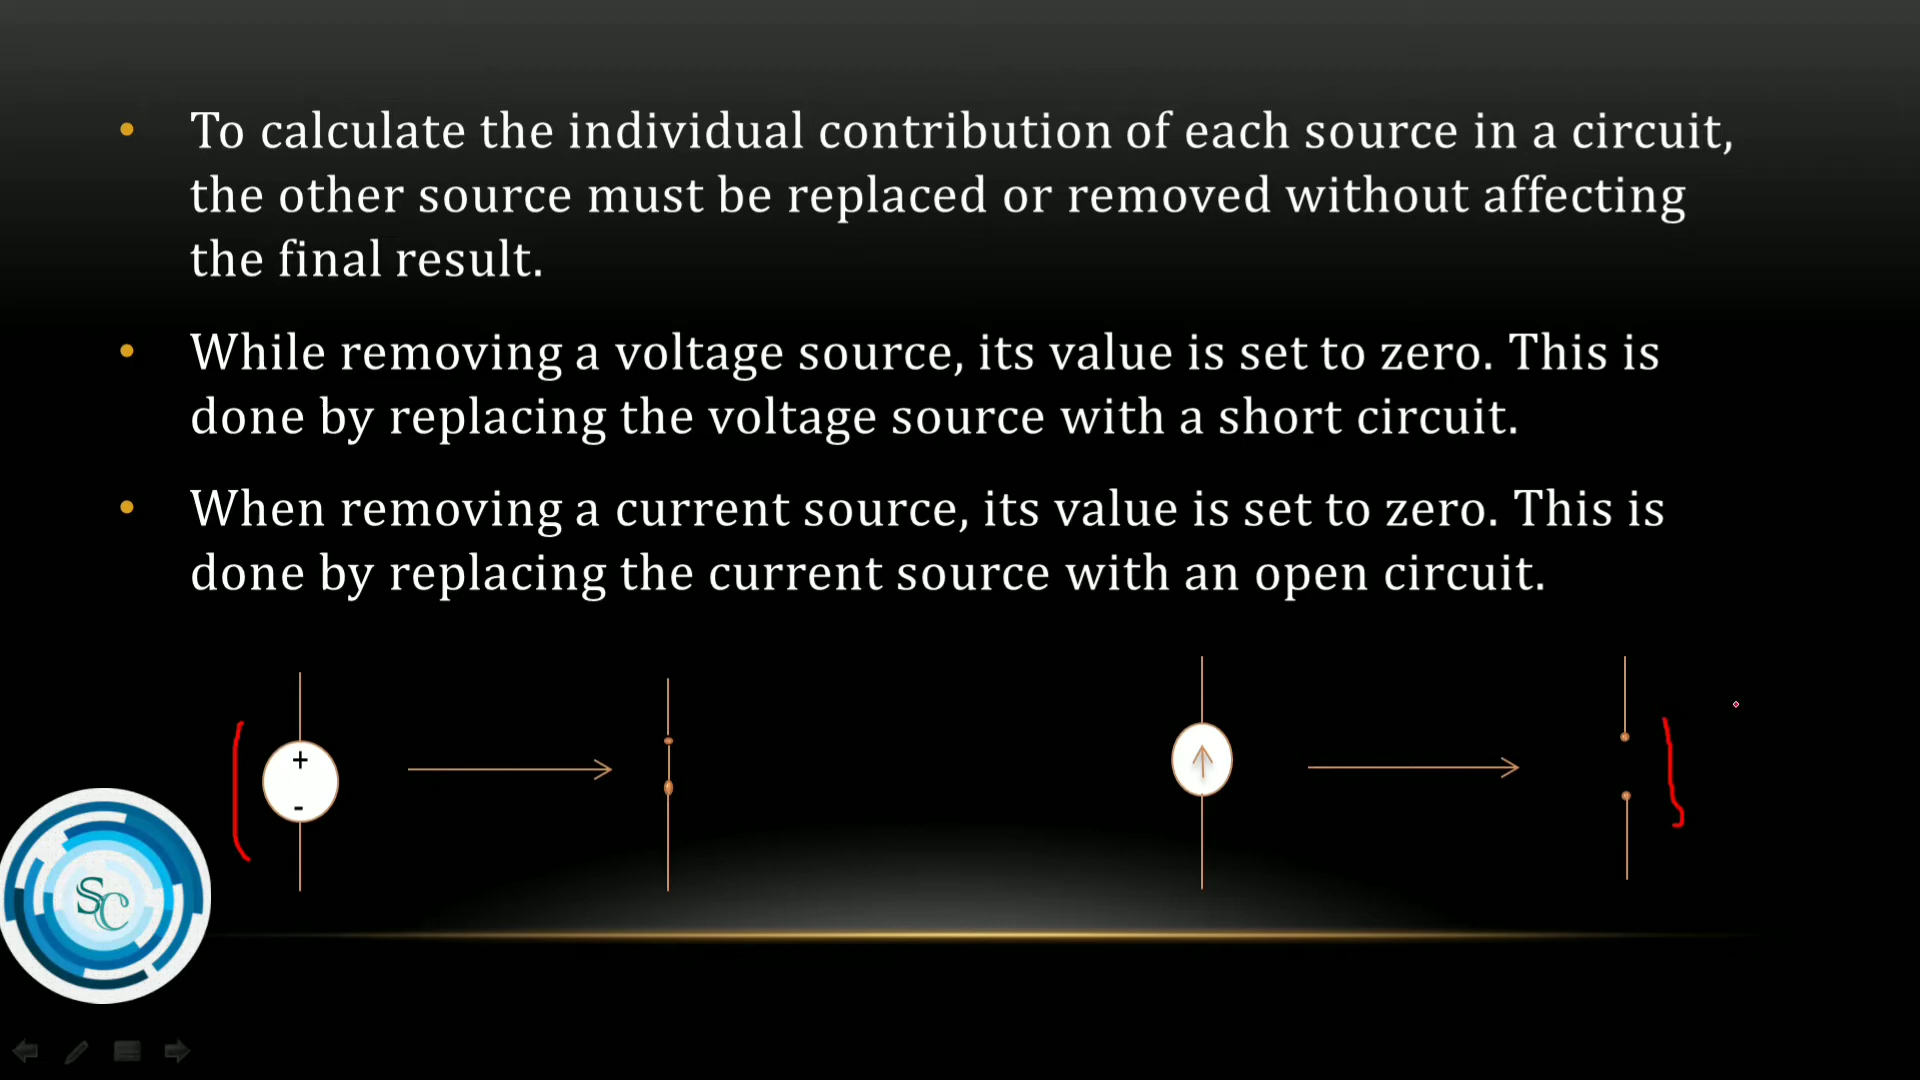 • To calculate the individual contribution of each source in a circuit,
the other source must be replaced or removed without affecting
the final result.
• While removing a voltage source, its value is set to zero. This is
done by replacing the voltage source with a short circuit.
• When removing a current source, its value is set to zero. This is
done by replacing the current source with an open circuit.
+
-
SC